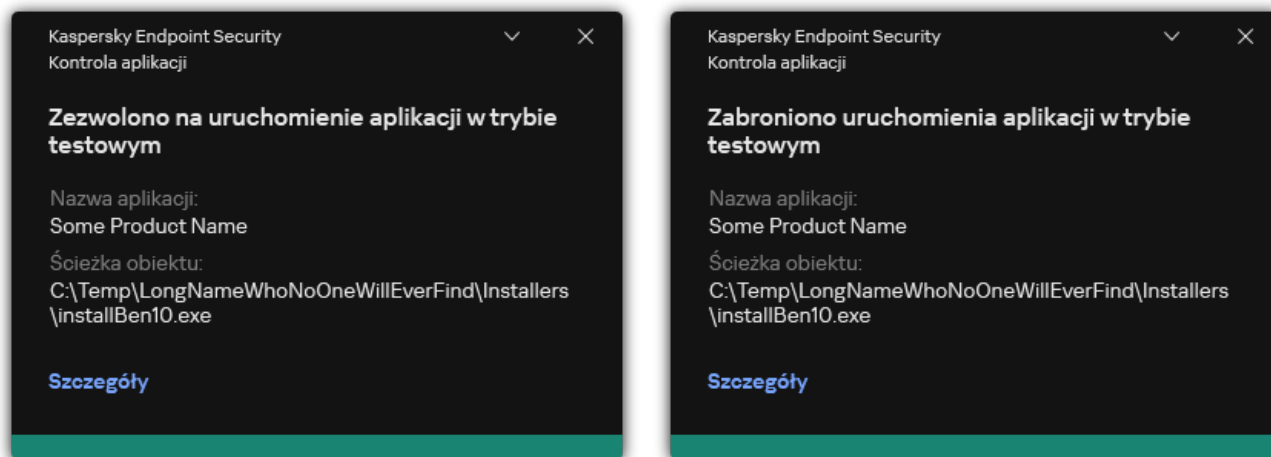 Kaspersky Endpoint Security
Kontrola aplikacji
Zezwolono na uruchomienie aplikacji w trybie
testowym
Nazwa aplikacji:
Some Product Name
Ścieżka obiektu:
C:\Temp\LongNameWhoNoOneWillEverFind\Installers
\installBen10.exe
Szczegóły
Kaspersky Endpoint Security
Kontrola aplikacji
Zabroniono uruchomienia aplikacji w trybie
testowym
Nazwa aplikacji:
Some Product Name
Ścieżka obiektu:
C:\Temp\LongNameWhoNoOneWillEverFind\Installers
\installBen10.exe
Szczegóły